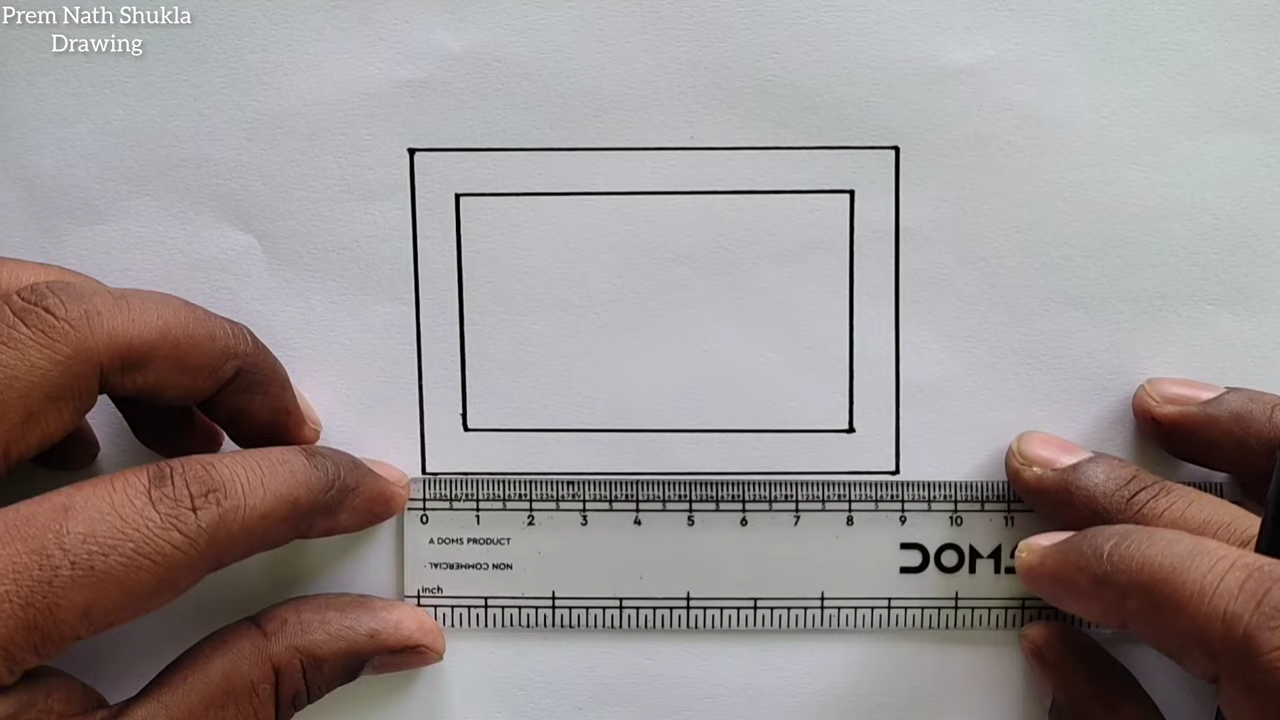 Prem Nath Shukla
Drawing
0 1 2 3 4 5 6 7 8 9 10 11
A DOMS PRODUCT
NON COMMERCIAL
inch